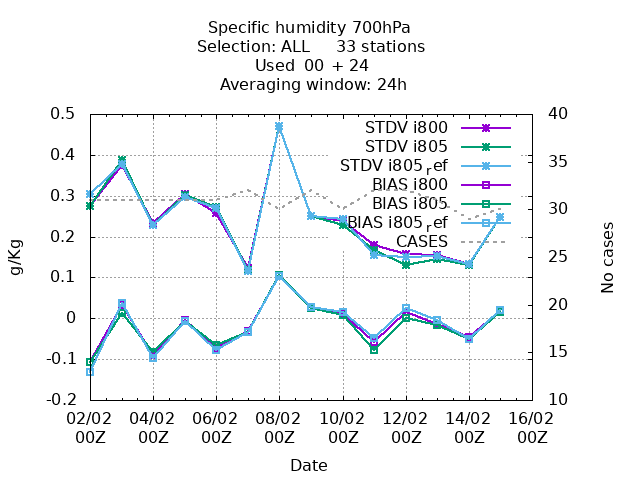 Specific humidity 700hPa
Selection: ALL 33 stations
Used 00 + 24
Averaging window: 24h
0.5
0.4
0.3
0.2
0.1
0
-0.1
-0.2
g/Kg
40
35
30
25
20
15
10
No cases
STDV i800
STDV i805
STDV i805ref
BIAS i800
BIAS i805
BIAS i805ref
CASES
02/02 04/02 06/02 08/02 10/02 12/02 14/02 16/02
00Z 00Z 00Z 00Z 00Z 00Z 00Z 00Z
Date